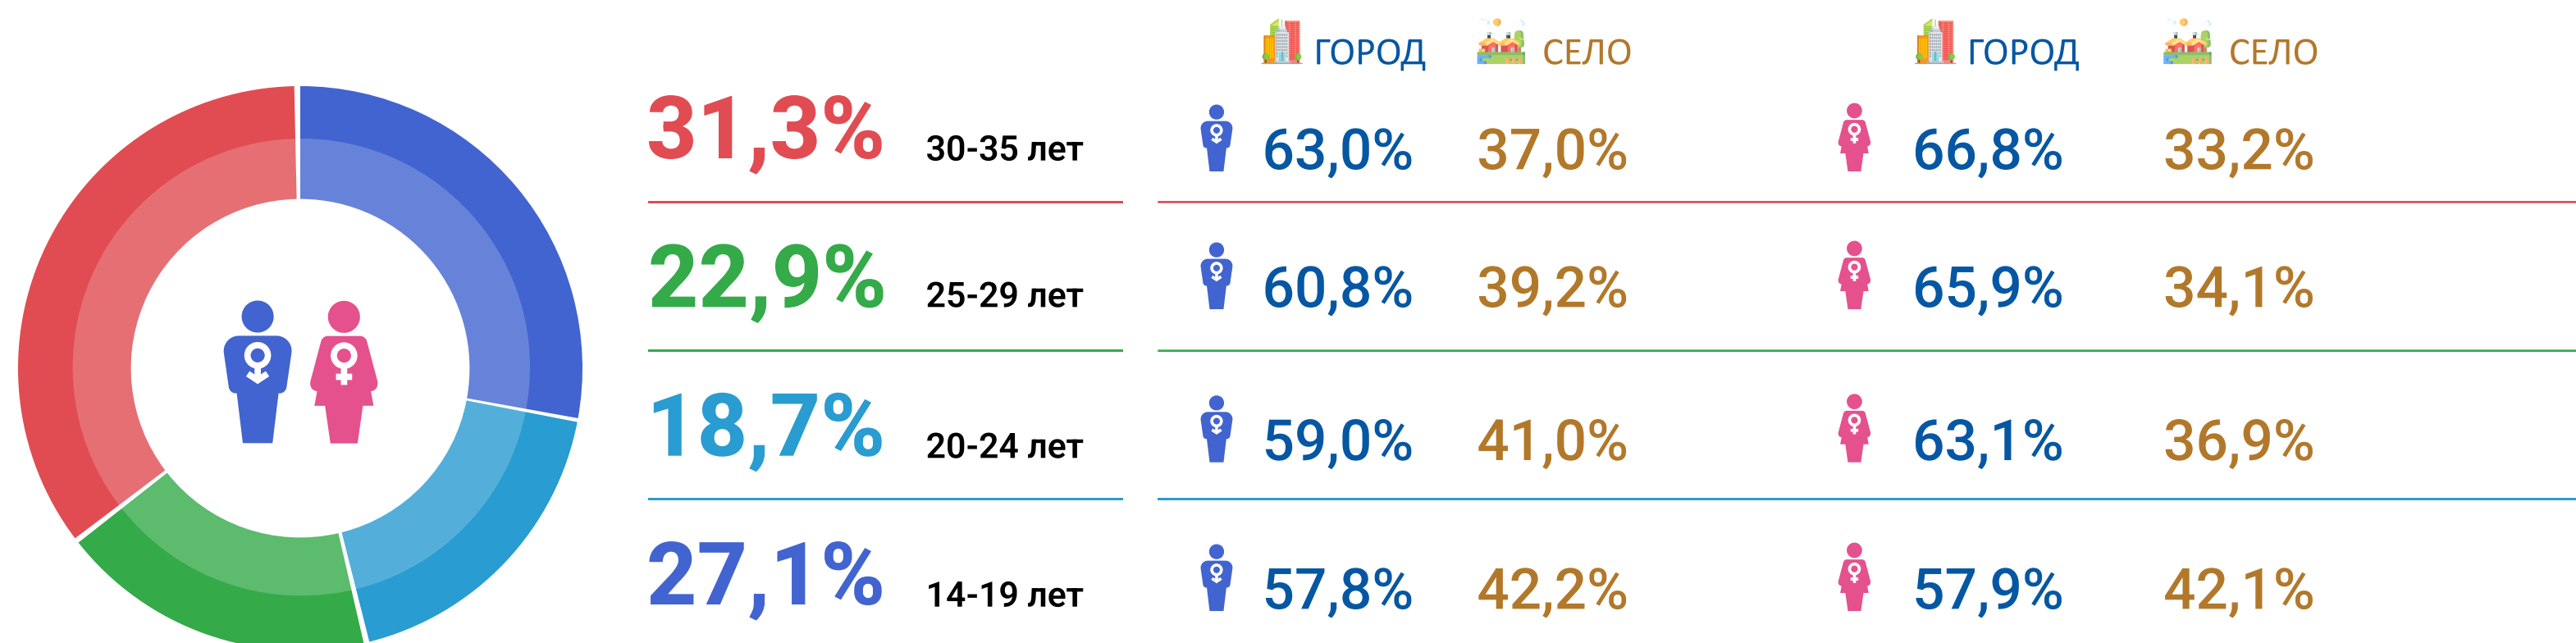 ГОРОД СЕЛО ГОРОД СЕЛО
31,3% 30-35 лет 63,0% 37,0% 66,8% 33,2%
22,9% 25-29 лет 60,8% 39,2% 65,9% 34,1%
18,7% 20-24 лет 59,0% 41,0% 63,1% 36,9%
27,1% 14-19 лет 57,8% 42,2% 57,9% 42,1%